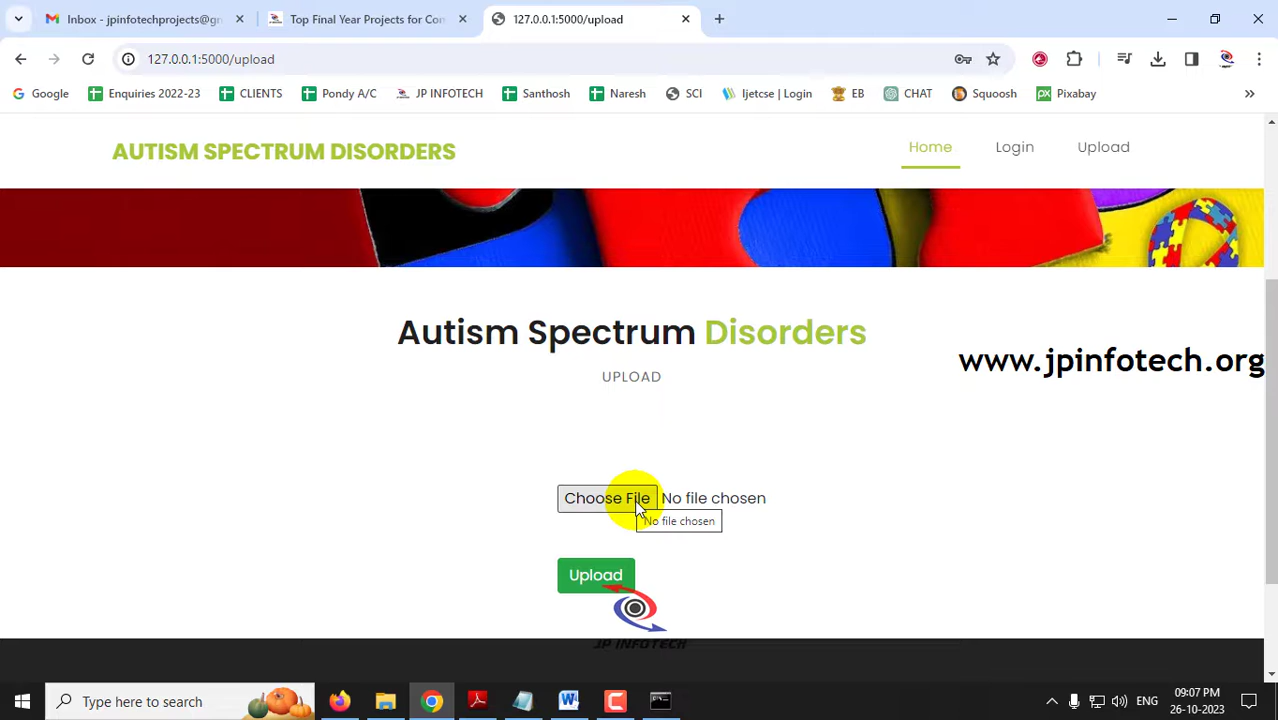 Inbox - jpinfotechprojects@gm
Top Final Year Projects for Con
127.0.0.1:5000/upload
127.0.0.1:5000/upload
Google
Enquiries 2022-23
CLIENTS
Pondy A/C
JP INFOTECH
Santhosh
Naresh
SCI
Ijetcse | Login
EB
CHAT
Squoosh
px Pixabay
»
AUTISM SPECTRUM DISORDERS
Home
Login
Upload
Autism Spectrum Disorders
www.jpinfotech.org
UPLOAD
Choose File No file chosen
No file chosen
Upload
JP INFOTECH
Type here to search
ENG
09:07 PM
26-10-2023